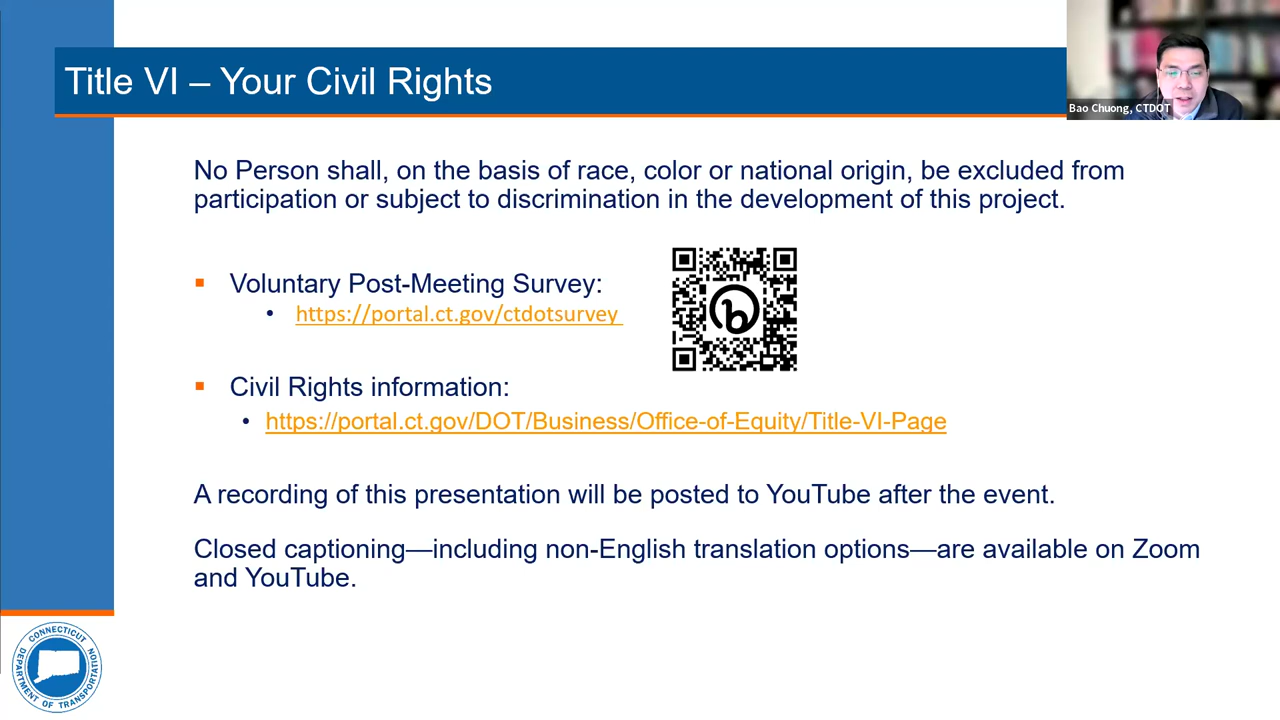 Title VI – Your Civil Rights
Bao Chuong, CTDOT
No Person shall, on the basis of race, color or national origin, be excluded from
participation or subject to discrimination in the development of this project.
Voluntary Post-Meeting Survey:
https://portal.ct.gov/ctdotsurvey
Civil Rights information:
https://portal.ct.gov/DOT/Business/Office-of-Equity/Title-VI-Page
A recording of this presentation will be posted to YouTube after the event.
Closed captioning—including non-English translation options—are available on Zoom
and YouTube.
CONNECTICUT
DEPARTMENT OF TRANSPORTATION